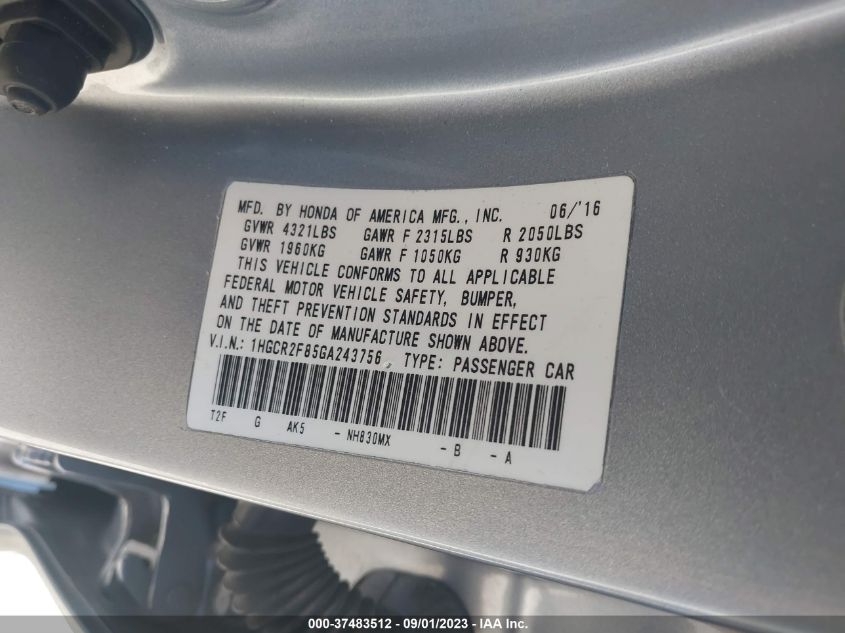 MFD. BY HONDA OF AMERICA MFG., INC. 06/'16
GVWR 4321LBS GAWR F 2315LBS R 2050LBS
GVWR 1960KG GAWR F 1050KG R 930KG
THIS VEHICLE CONFORMS TO ALL APPLICABLE
FEDERAL MOTOR VEHICLE SAFETY, BUMPER,
AND THEFT PREVENTION STANDARDS IN EFFECT
ON THE DATE OF MANUFACTURE SHOWN ABOVE.
V.I.N.: 1HGCR2F85GA243756, TYPE: PASSENGER CAR
T2F G AK5 - NH830MX - B - A
000-37483512 - 09/01/2023 - IAA Inc.